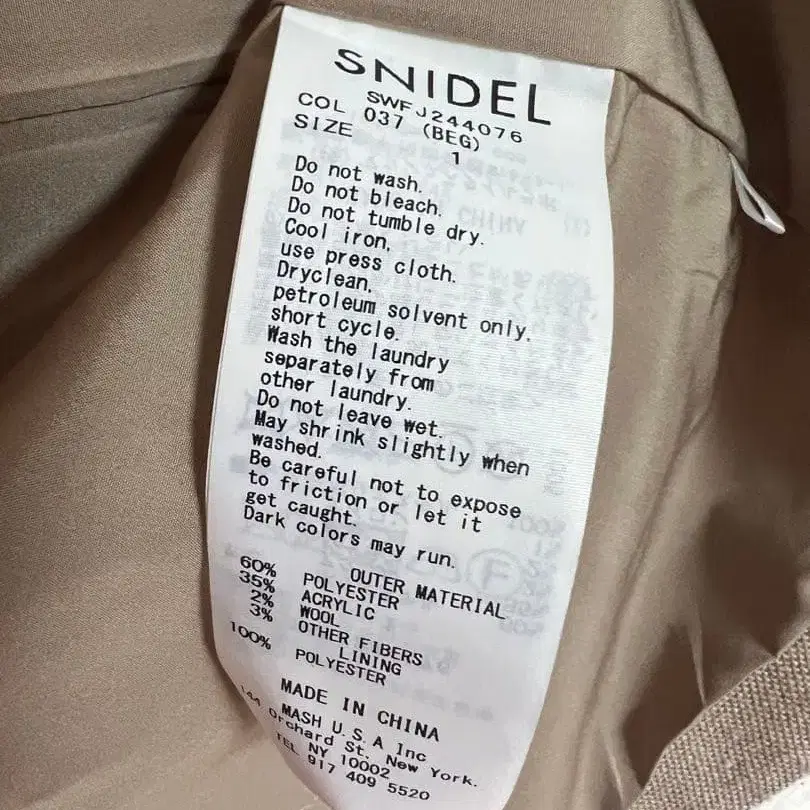 SNIDEL
SWFJ244076
COL 037 (BEG)
SIZE 1
Do not wash.
Do not bleach.
Do not tumble dry.
Cool iron,
use press cloth.
Dryclean,
petroleum solvent only.
short cycle.
Wash the laundry
separately from
other laundry.
Do not leave wet.
May shrink slightly when
washed.
Be careful not to expose
to friction or let it
get caught.
Dark colors may run.
OUTER MATERIAL
60% POLYESTER
35% ACRYLIC
2% WOOL
3% OTHER FIBERS
LINING
100% POLYESTER
MADE IN CHINA
MASH U.S.A Inc
144 Orchard St, New York.
NY 10002
TEL 917 409 5520